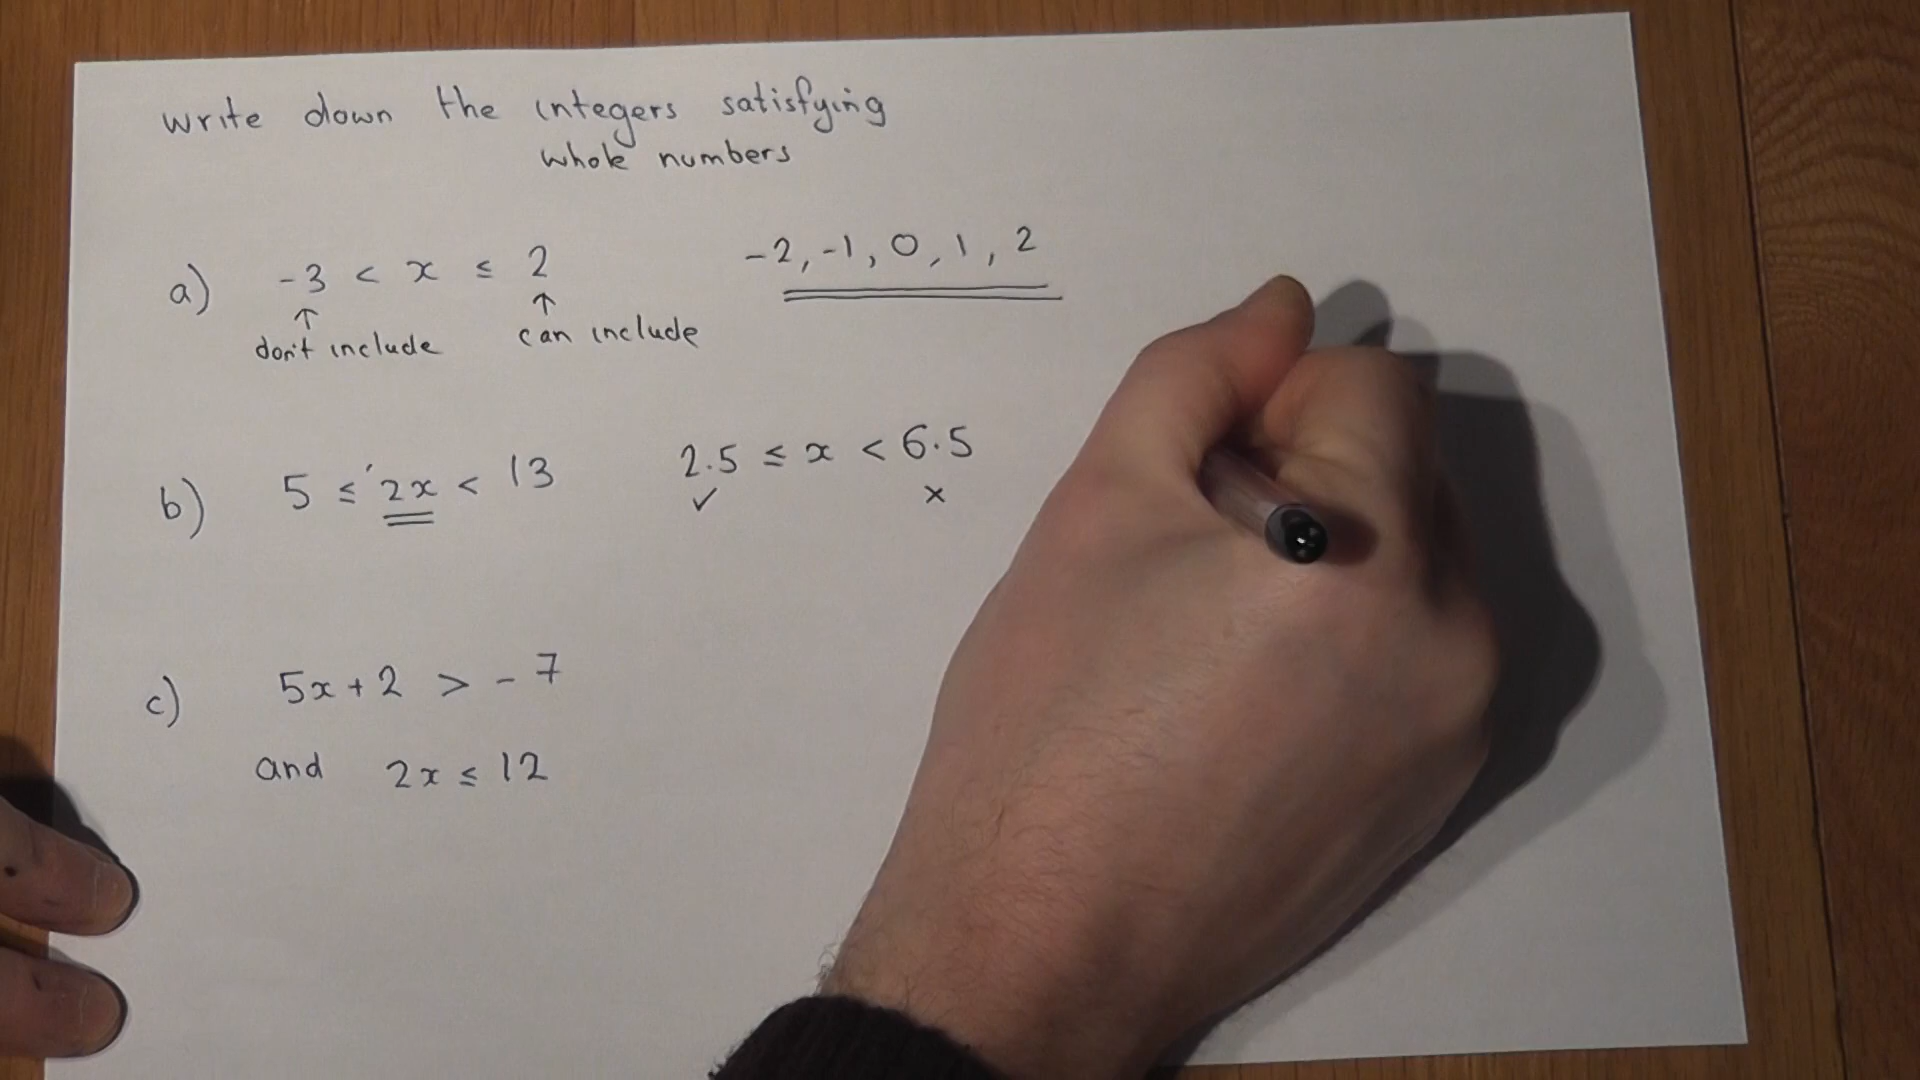 write down the integers satisfying
whole numbers
a) -3 < x ≤ 2 -2, -1, 0, 1, 2
↑ ↑
don't include can include
b) 5 ≤ 2x < 13 2.5 ≤ x < 6.5
✓ x
c) 5x + 2 > - 7
and 2x ≤ 12